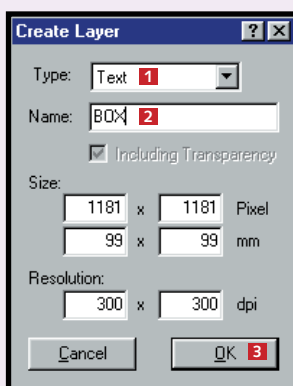 Create Layer ? ×
Type: Text 1
Name: BOX 2
Including Transparency
Size:
1181 x 1181 Pixel
99 x 99 mm
Resolution:
300 x 300 dpi
Cancel OK 3